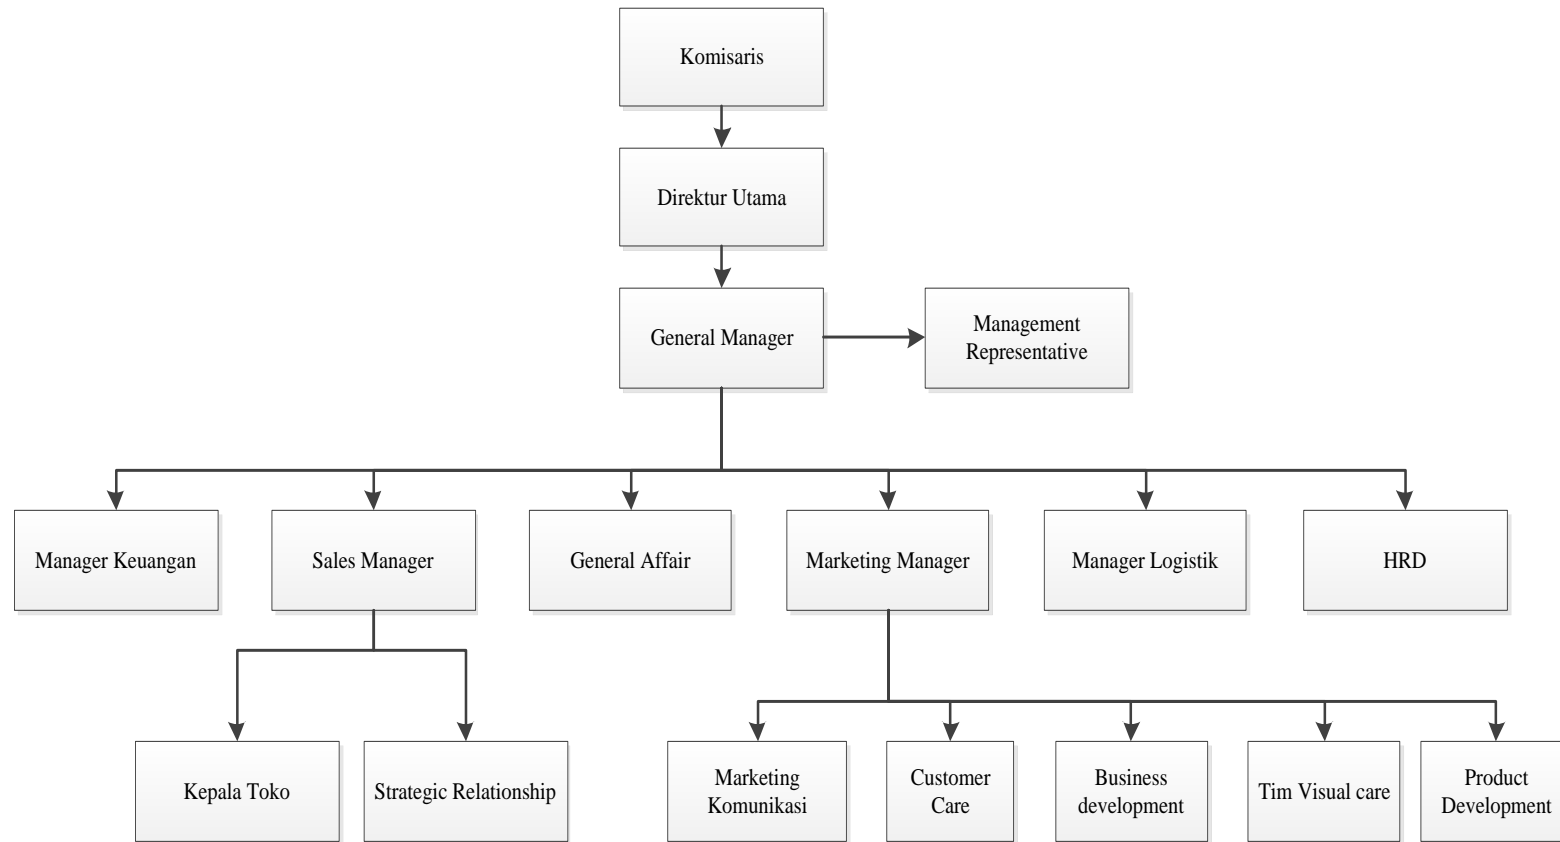 Komisaris
Direktur Utama
General Manager
Management
Representative
Manager Keuangan
Sales Manager
General Affair
Marketing Manager
Manager Logistik
HRD
Kepala Toko
Strategic Relationship
Marketing
Komunikasi
Customer
Care
Business
development
Tim Visual care
Product
Development